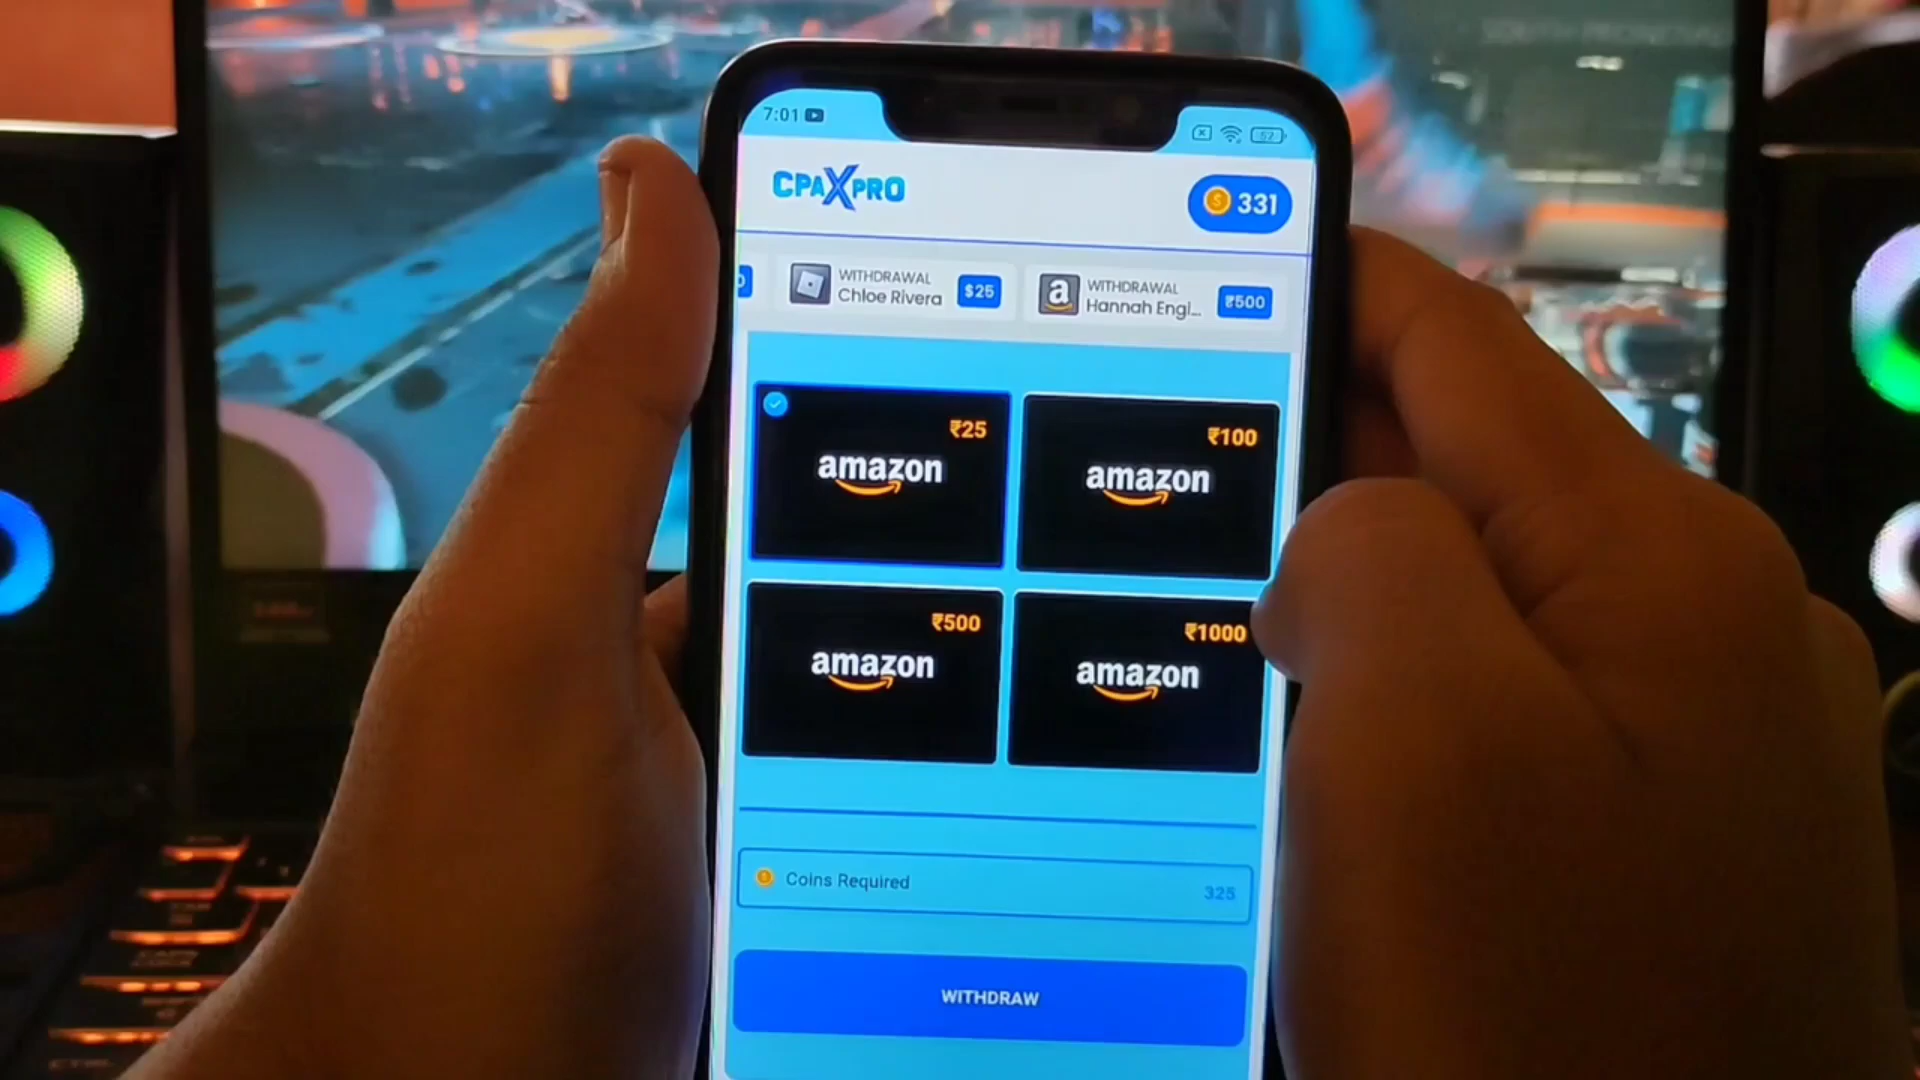 7:01
57
CPAXPRO
331
WITHDRAWAL
Chloe Rivera
$25
WITHDRAWAL
Hannah Engl...
₹500
₹25
amazon
₹100
amazon
₹500
amazon
₹1000
amazon
Coins Required
325
WITHDRAW